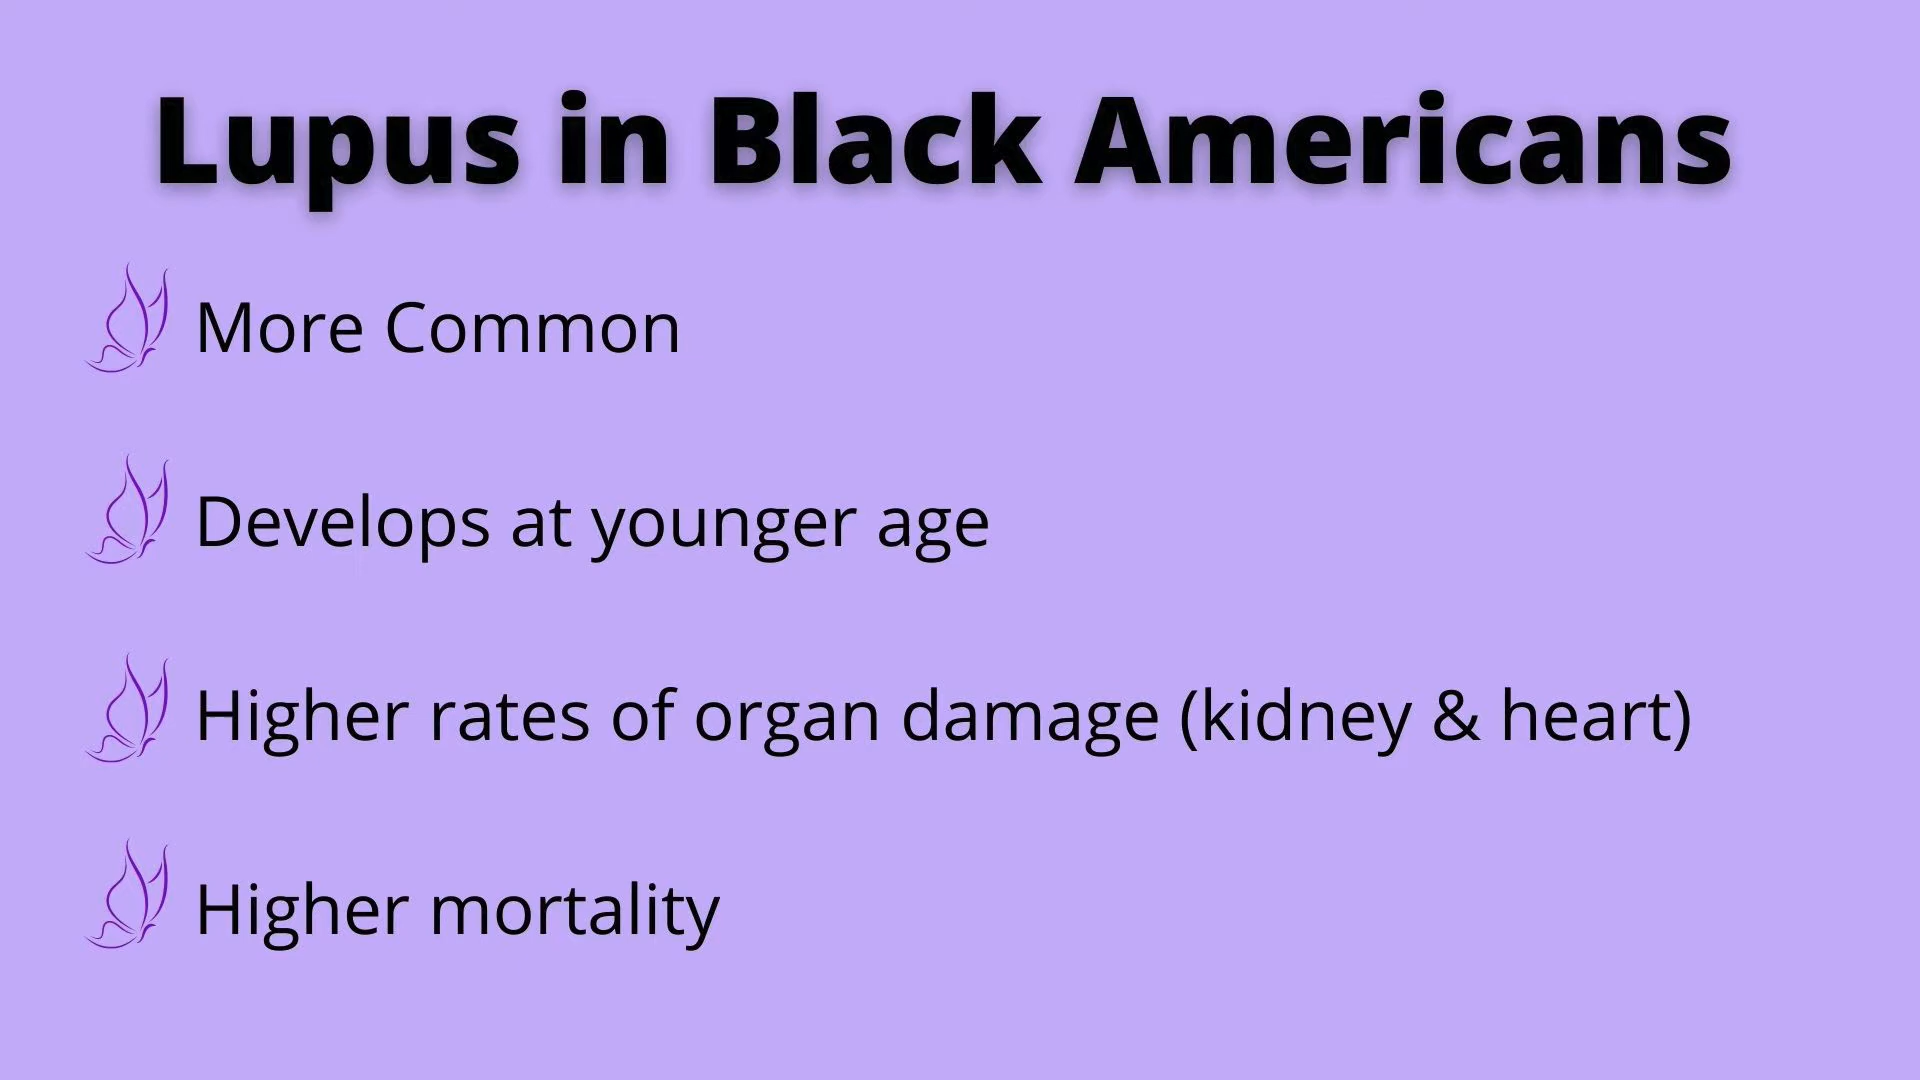 Lupus in Black Americans
More Common
Develops at younger age
Higher rates of organ damage (kidney & heart)
Higher mortality